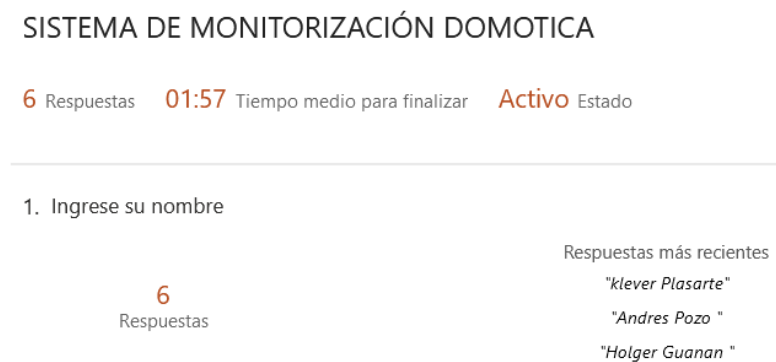 SISTEMA DE MONITORIZACIÓN DOMOTICA
6 Respuestas 01:57 Tiempo medio para finalizar Activo Estado
1. Ingrese su nombre
6
Respuestas
Respuestas más recientes
"klever Plasarte"
"Andres Pozo "
"Holger Guanan "